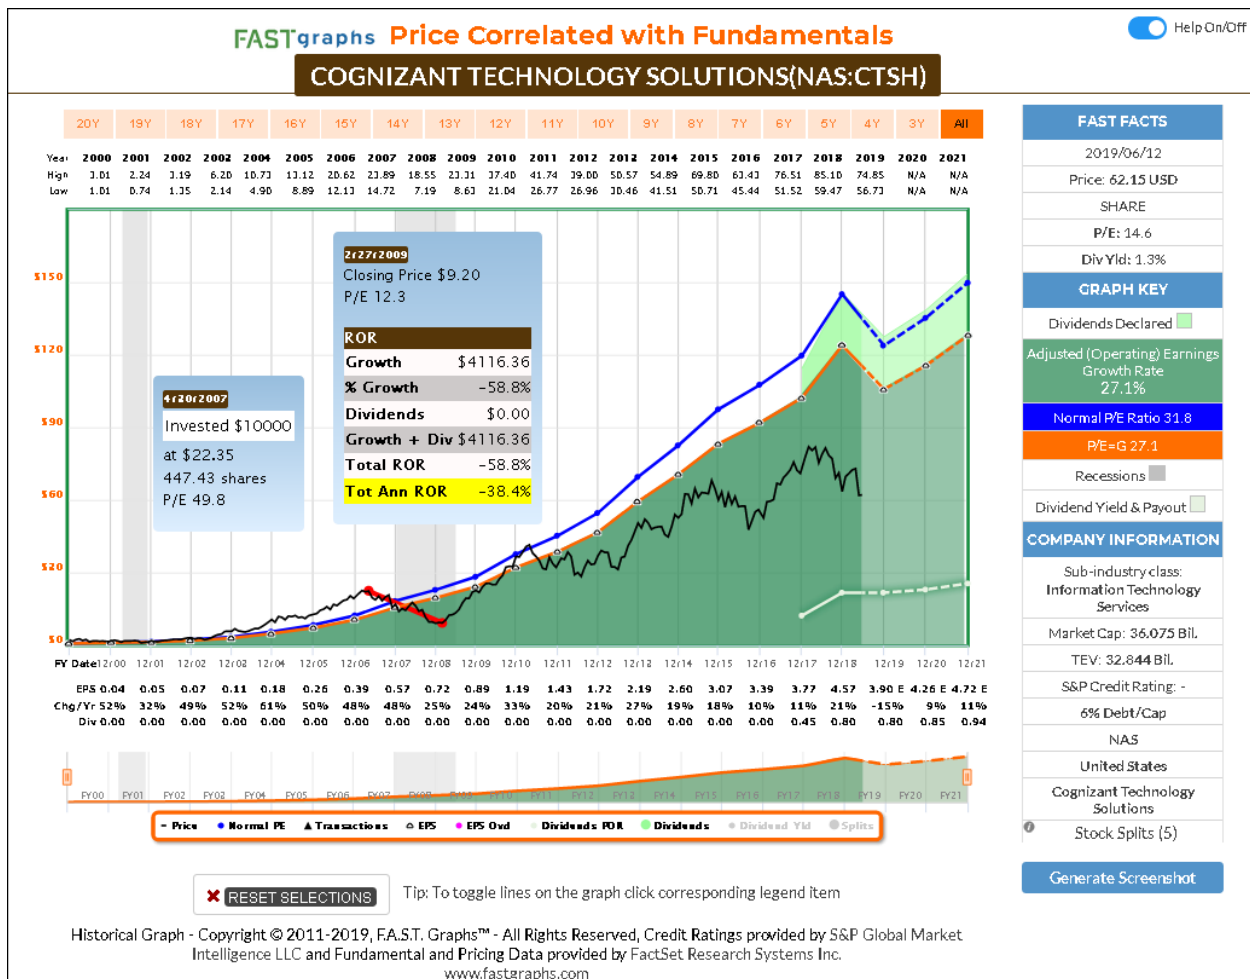 FASTgraphs Price Correlated with Fundamentals
Help On/Off
COGNIZANT TECHNOLOGY SOLUTIONS(NAS:CTSH)
20Y 19Y 18Y 17Y 16Y 15Y 14Y 13Y 12Y 11Y 10Y 9Y 8Y 7Y 6Y 5Y 4Y 3Y All
Year 2000 2001 2002 2003 2004 2005 2006 2007 2008 2009 2010 2011 2012 2013 2014 2015 2016 2017 2018 2019 2020 2021
High 3.01 2.24 3.19 6.20 10.73 13.12 20.62 23.89 18.55 23.31 37.40 41.74 39.00 50.57 54.89 69.80 63.43 76.51 85.10 74.85 N/A N/A
Low 1.01 0.74 1.35 2.14 4.90 8.89 12.13 14.72 7.19 8.63 21.04 26.77 26.96 30.46 41.51 50.71 45.44 51.52 59.47 56.73 N/A N/A
$150
$120
$90
$60
$30
$0
4r20r2007
Invested $10000
at $22.35
447.43 shares
P/E 49.8
2r27r2009
Closing Price $9.20
P/E 12.3
ROR
Growth $4116.36
% Growth -58.8%
Dividends $0.00
Growth + Div $4116.36
Total ROR -58.8%
Tot Ann ROR -38.4%
FY Date 12/00 12/01 12/02 12/03 12/04 12/05 12/06 12/07 12/08 12/09 12/10 12/11 12/12 12/13 12/14 12/15 12/16 12/17 12/18 12/19 12/20 12/21
EPS 0.04 0.05 0.07 0.11 0.18 0.26 0.39 0.57 0.72 0.89 1.19 1.43 1.72 2.19 2.60 3.07 3.39 3.77 4.57 3.90 E 4.26 E 4.72 E
Chg/Yr 52% 32% 49% 52% 61% 50% 48% 48% 25% 24% 33% 20% 21% 27% 19% 18% 10% 11% 21% -15% 9% 11%
Div 0.00 0.00 0.00 0.00 0.00 0.00 0.00 0.00 0.00 0.00 0.00 0.00 0.00 0.00 0.00 0.00 0.00 0.45 0.80 0.80 0.85 0.94
FY00 FY01 FY02 FY03 FY04 FY05 FY06 FY07 FY08 FY09 FY10 FY11 FY12 FY13 FY14 FY15 FY16 FY17 FY18 FY19 FY20 FY21
Price Normal PE Transactions EPS EPS Ovd Dividends POR Dividends Dividend Yld Splits
RESET SELECTIONS
Tip: To toggle lines on the graph click corresponding legend item
Historical Graph - Copyright © 2011-2019, F.A.S.T. Graphs™ - All Rights Reserved, Credit Ratings provided by S&P Global Market
Intelligence LLC and Fundamental and Pricing Data provided by FactSet Research Systems Inc.
www.fastgraphs.com
FAST FACTS
2019/06/12
Price: 62.15 USD
SHARE
P/E: 14.6
Div Yld: 1.3%
GRAPH KEY
Dividends Declared
Adjusted (Operating) Earnings
Growth Rate
27.1%
Normal P/E Ratio 31.8
P/E=G 27.1
Recessions
Dividend Yield & Payout
COMPANY INFORMATION
Sub-industry class:
Information Technology
Services
Market Cap: 36.075 Bil.
TEV: 32.844 Bil.
S&P Credit Rating: -
6% Debt/Cap
NAS
United States
Cognizant Technology
Solutions
Stock Splits (5)
Generate Screenshot